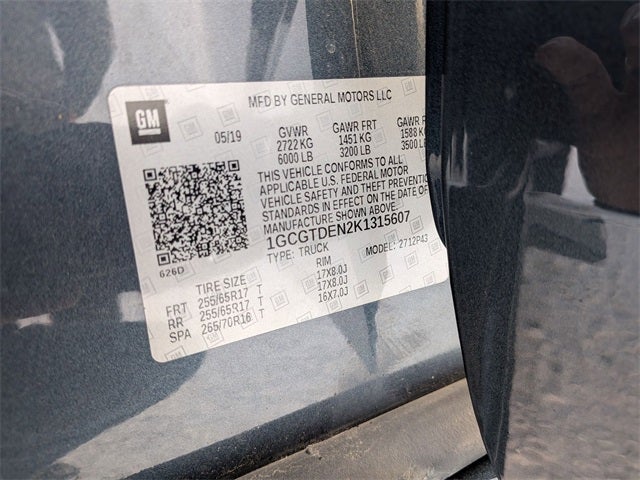 GM
MFD BY GENERAL MOTORS LLC
05/19
GVWR GAWR FRT GAWR
2722 KG 1451 KG 1588 KG
6000 LB 3200 LB 3500 LB
THIS VEHICLE CONFORMS TO ALL
APPLICABLE U.S. FEDERAL MOTOR
VEHICLE SAFETY AND THEFT PREVENTIO
STANDARDS IN EFFECT ON THE DATE OF
MANUFACTURE SHOWN ABOVE.
1GCGTDEN2K1315607
TYPE: TRUCK MODEL: 2712P43
626D
TIRE SIZE RIM
FRT 255/65R17 T 17X8.0J
RR 255/65R17 T 17X8.0J
SPA 265/70R16 T 16X7.0J